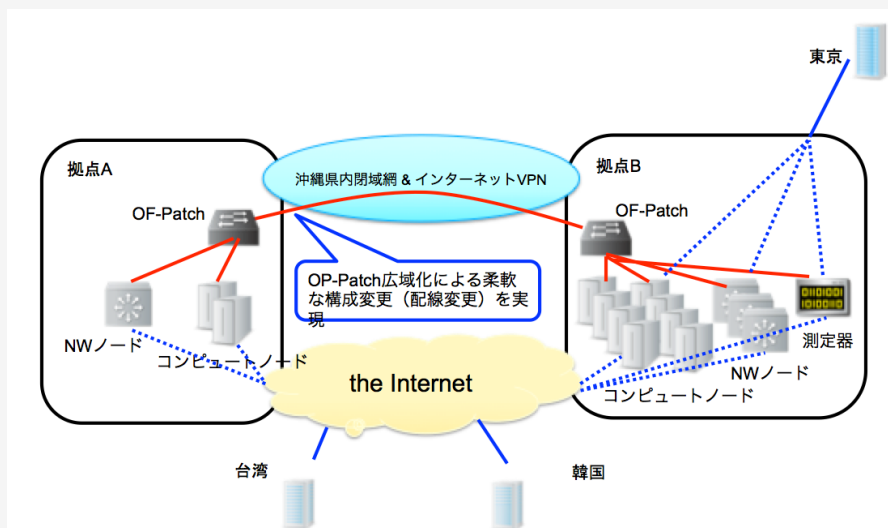 東京
拠点A
沖縄県内閉域網 & インターネットVPN
拠点B
OF-Patch
OF-Patch
OP-Patch広域化による柔軟
な構成変更（配線変更）を実
現
01101001
10100110
測定器
NWノード
コンピュートノード
NWノード
コンピュートノード
the Internet
台湾
韓国